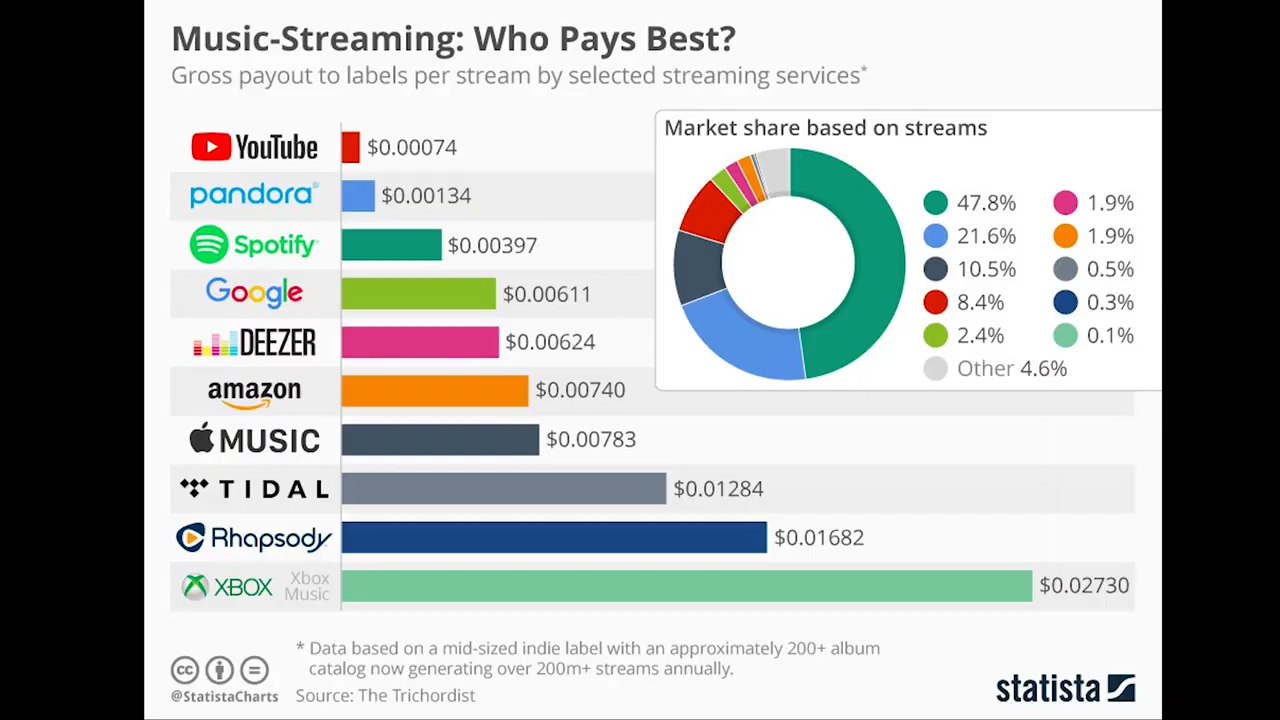 Music-Streaming: Who Pays Best?
Gross payout to labels per stream by selected streaming services*
YouTube $0.00074
pandora® $0.00134
Spotify $0.00397
Google $0.00611
DEEZER $0.00624
amazon $0.00740
MUSIC $0.00783
TIDAL $0.01284
Rhapsody $0.01682
XBOX Xbox Music $0.02730
Market share based on streams
47.8% 1.9%
21.6% 1.9%
10.5% 0.5%
8.4% 0.3%
2.4% 0.1%
Other 4.6%
* Data based on a mid-sized indie label with an approximately 200+ album
catalog now generating over 200m+ streams annually.
cc
@StatistaCharts Source: The Trichordist
statista